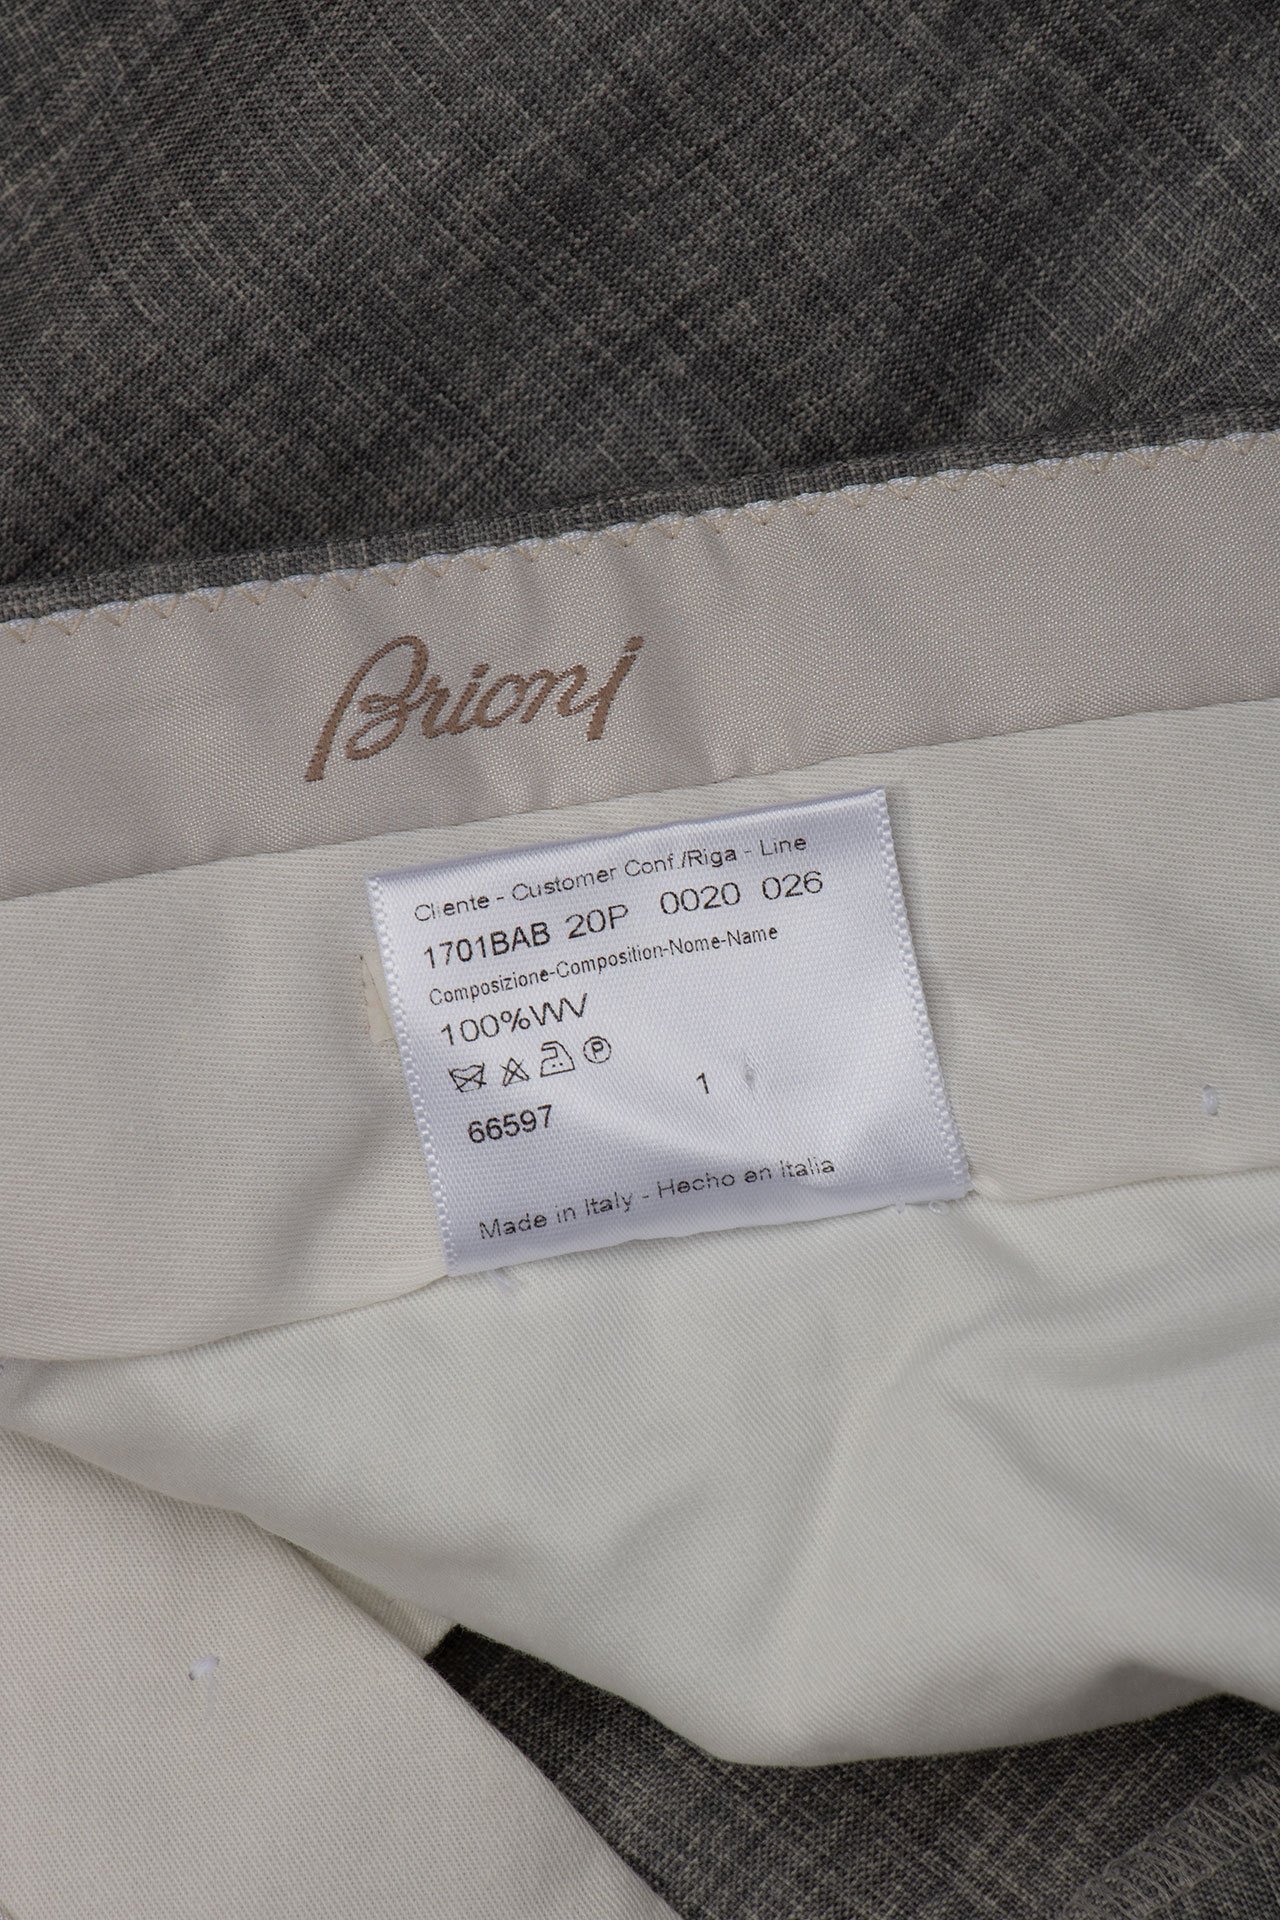 Brioni
Cliente - Customer Conf./Riga - Line
1701BAB 20P 0020 026
Composizione-Composition-Nome-Name
100%WV
P
66597 1
Made in Italy - Hecho en Italia